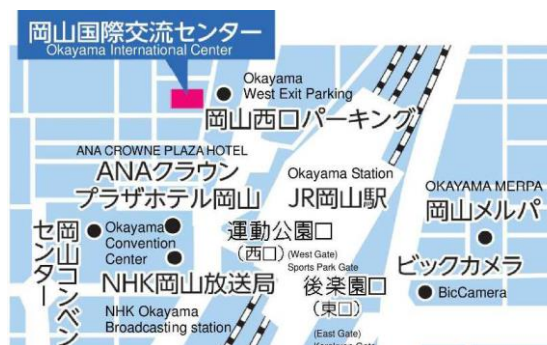 岡山国際交流センター
Okayama International Center
Okayama
West Exit Parking
岡山西口パーキング
ANA CROWNE PLAZA HOTEL
ANAクラウン
プラザホテル岡山
Okayama Station
JR岡山駅
OKAYAMA MERPA
岡山メルパ
岡山コンベン
センター
Okayama
Convention
Center
運動公園口
(西口)
(West Gate)
Sports Park Gate
ビックカメラ
BicCamera
NHK岡山放送局
後楽園口
(東口)
NHK Okayama
Broadcasting station
(East Gate)